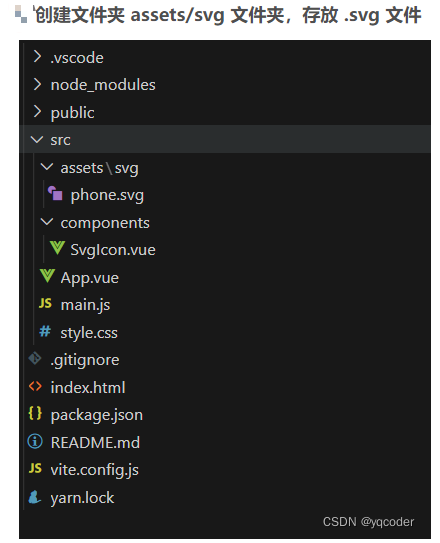 创建文件夹 assets/svg 文件夹，存放 .svg 文件
.vscode
node_modules
public
src
assets\svg
phone.svg
components
SvgIcon.vue
App.vue
JS main.js
# style.css
.gitignore
<> index.html
{} package.json
README.md
JS vite.config.js
yarn.lock
CSDN @yqcoder